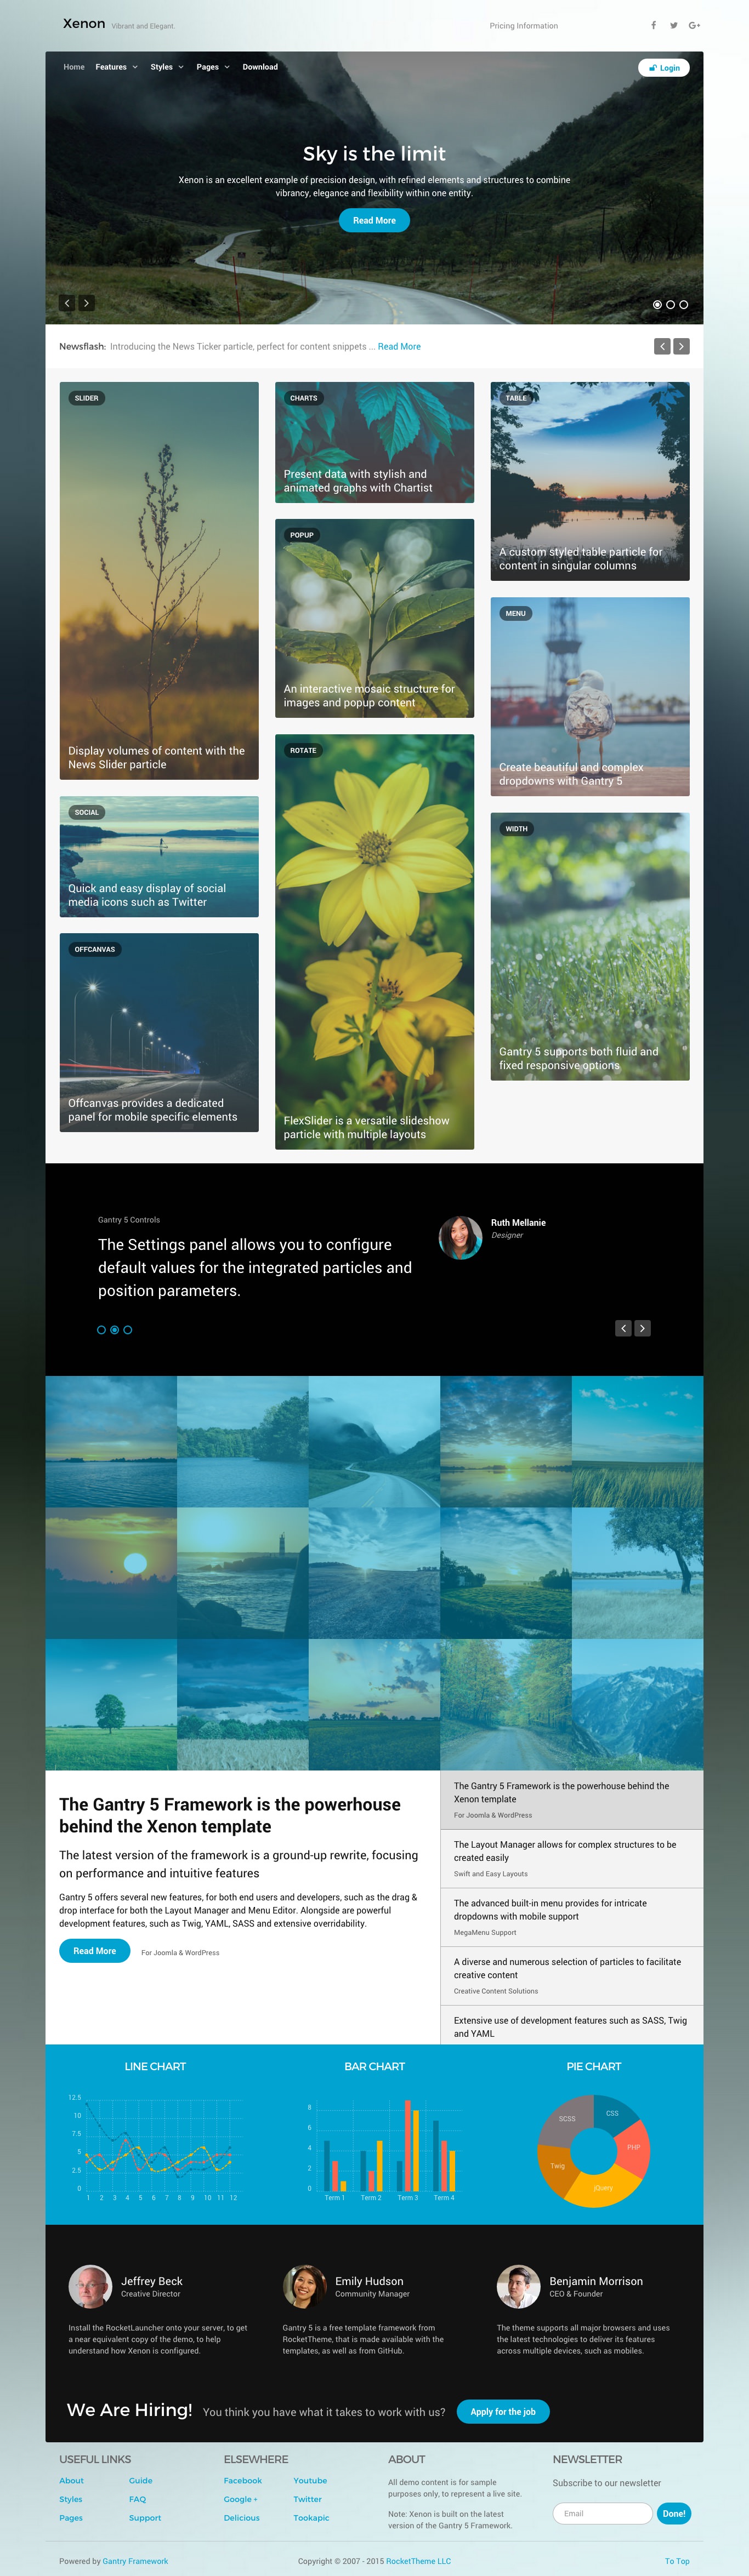 Xenon Vibrant and Elegant.
Pricing Information
Home Features Styles Pages Download
Login
Sky is the limit
Xenon is an excellent example of precision design, with refined elements and structures to combine
vibrancy, elegance and flexibility within one entity.
Read More
Newsflash: Introducing the News Ticker particle, perfect for content snippets ... Read More
SLIDER
Display volumes of content with the
News Slider particle
SOCIAL
Quick and easy display of social
media icons such as Twitter
OFFCANVAS
Offcanvas provides a dedicated
panel for mobile specific elements
CHARTS
Present data with stylish and
animated graphs with Chartist
POPUP
An interactive mosaic structure for
images and popup content
ROTATE
FlexSlider is a versatile slideshow
particle with multiple layouts
TABLE
A custom styled table particle for
content in singular columns
MENU
Create beautiful and complex
dropdowns with Gantry 5
WIDTH
Gantry 5 supports both fluid and
fixed responsive options
Gantry 5 Controls
The Settings panel allows you to configure
default values for the integrated particles and
position parameters.
Ruth Mellanie
Designer
The Gantry 5 Framework is the powerhouse
behind the Xenon template
The latest version of the framework is a ground-up rewrite, focusing
on performance and intuitive features
Gantry 5 offers several new features, for both end users and developers, such as the drag &
drop interface for both the Layout Manager and Menu Editor. Alongside are powerful
development features, such as Twig, YAML, SASS and extensive overridability.
Read More For Joomla & WordPress
The Gantry 5 Framework is the powerhouse behind the
Xenon template
For Joomla & WordPress
The Layout Manager allows for complex structures to be
created easily
Swift and Easy Layouts
The advanced built-in menu provides for intricate
dropdowns with mobile support
MegaMenu Support
A diverse and numerous selection of particles to facilitate
creative content
Creative Content Solutions
Extensive use of development features such as SASS, Twig
and YAML
LINE CHART
12.5
10
7.5
5
2.5
0
1 2 3 4 5 6 7 8 9 10 11 12
BAR CHART
8
6
4
2
0
Term 1 Term 2 Term 3 Term 4
PIE CHART
SCSS
CSS
PHP
Twig
jQuery
Jeffrey Beck
Creative Director
Install the RocketLauncher onto your server, to get
a near equivalent copy of the demo, to help
understand how Xenon is configured.
Emily Hudson
Community Manager
Gantry 5 is a free template framework from
RocketTheme, that is made available with the
templates, as well as from GitHub.
Benjamin Morrison
CEO & Founder
The theme supports all major browsers and uses
the latest technologies to deliver its features
across multiple devices, such as mobiles.
We Are Hiring! You think you have what it takes to work with us? Apply for the job
USEFUL LINKS
About Guide
Styles FAQ
Pages Support
ELSEWHERE
Facebook Youtube
Google + Twitter
Delicious Tookapic
ABOUT
All demo content is for sample
purposes only, to represent a live site.
Note: Xenon is built on the latest
version of the Gantry 5 Framework.
NEWSLETTER
Subscribe to our newsletter
Email Done!
Powered by Gantry Framework
Copyright © 2007 - 2015 RocketTheme LLC
To Top